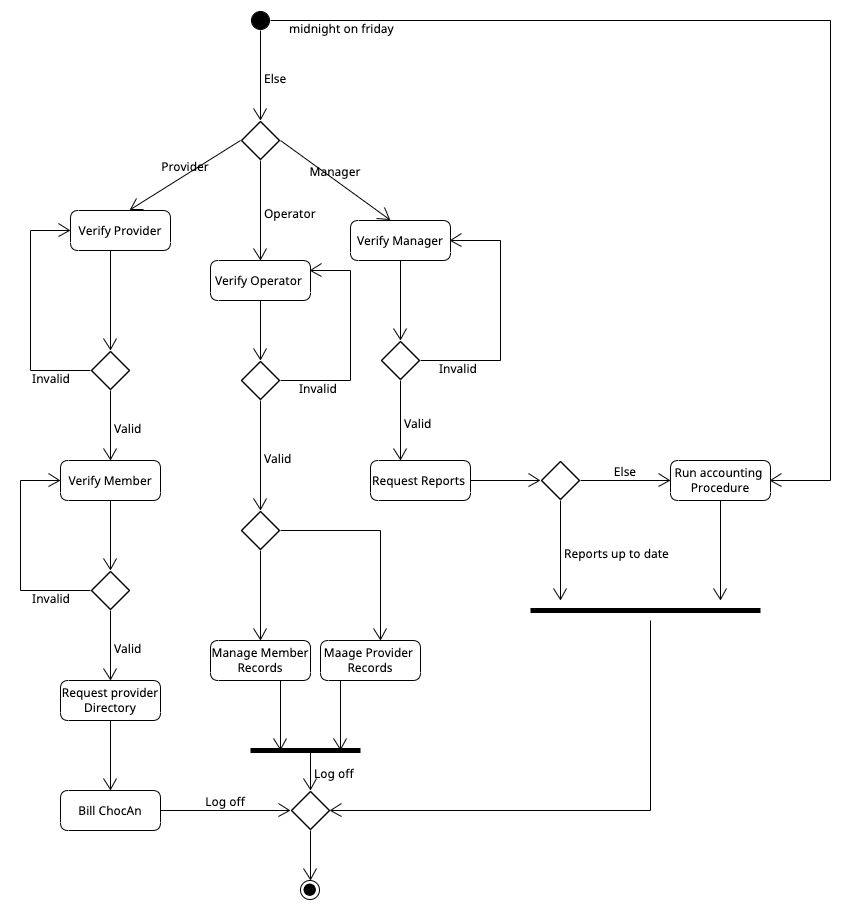 midnight on friday
Else
Provider
Manager
Operator
Verify Provider
Verify Manager
Verify Operator
Invalid
Invalid
Invalid
Valid
Valid
Valid
Verify Member
Request Reports
Else
Run accounting
Procedure
Reports up to date
Invalid
Valid
Manage Member
Records
Maage Provider
Records
Request provider
Directory
Log off
Bill ChocAn
Log off